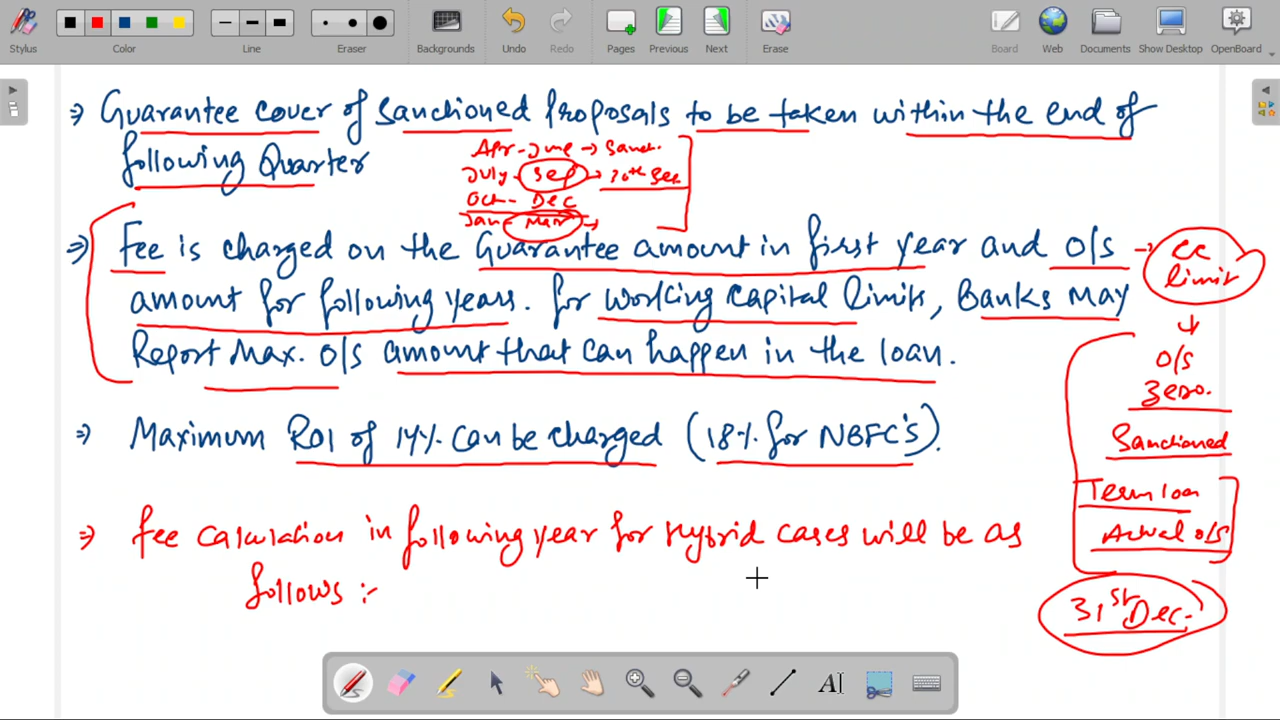 Stylus
Color
Line
Eraser
Backgrounds
Undo
Redo
Pages
Previous
Next
Erase
Board
Web
Documents
Show Desktop
OpenBoard
⇒ Guarantee cover of Sanctioned Proposals to be taken within the end of
following Quarter
Apr-June → Sanct.
July - Sep → 30th Sep
Oct - Dec
Jan - Mar →
⇒ Fee is charged on the Guarantee amount in first year and O/S
amount for following years. For Working Capital limits, Banks May
Report Max. O/S amount that can happen in the loan.
→ CC
limit
↓
O/S
Zero.
Sanctioned
Term loan
Actual O/S
31st Dec.
⇒ Maximum ROI of 14% Can be charged (18% for NBFC's).
⇒ Fee Calculation in following year for Hybrid cases will be as
follows :-
AI